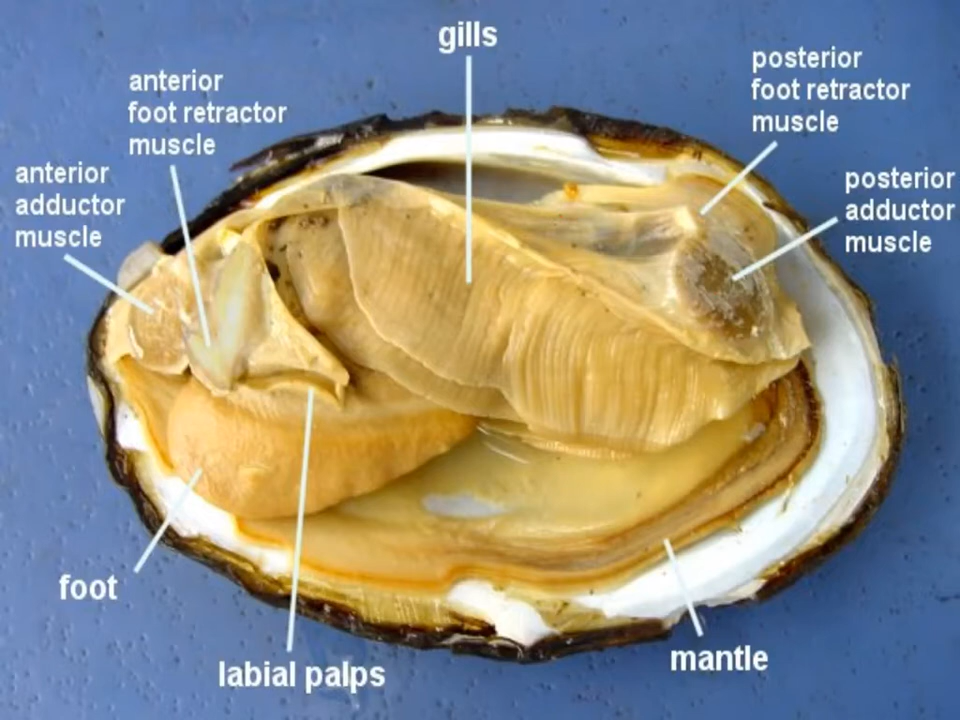 gills
anterior
foot retractor
muscle
posterior
foot retractor
muscle
anterior
adductor
muscle
posterior
adductor
muscle
foot
labial palps
mantle